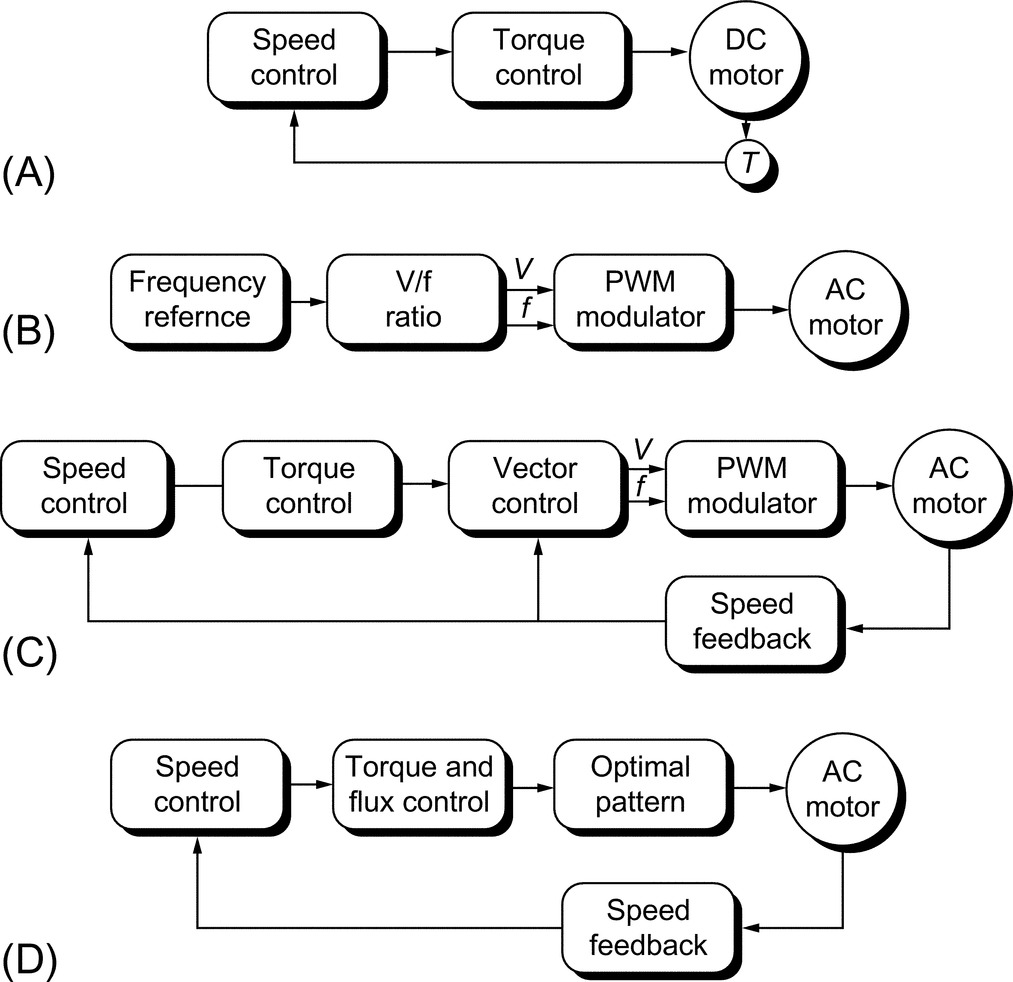 Speed
control
Torque
control
DC
motor
T
(A)
Frequency
refernce
V/f
ratio
V
f
PWM
modulator
AC
motor
(B)
Speed
control
Torque
control
Vector
control
V
f
PWM
modulator
AC
motor
Speed
feedback
(C)
Speed
control
Torque and
flux control
Optimal
pattern
AC
motor
Speed
feedback
(D)